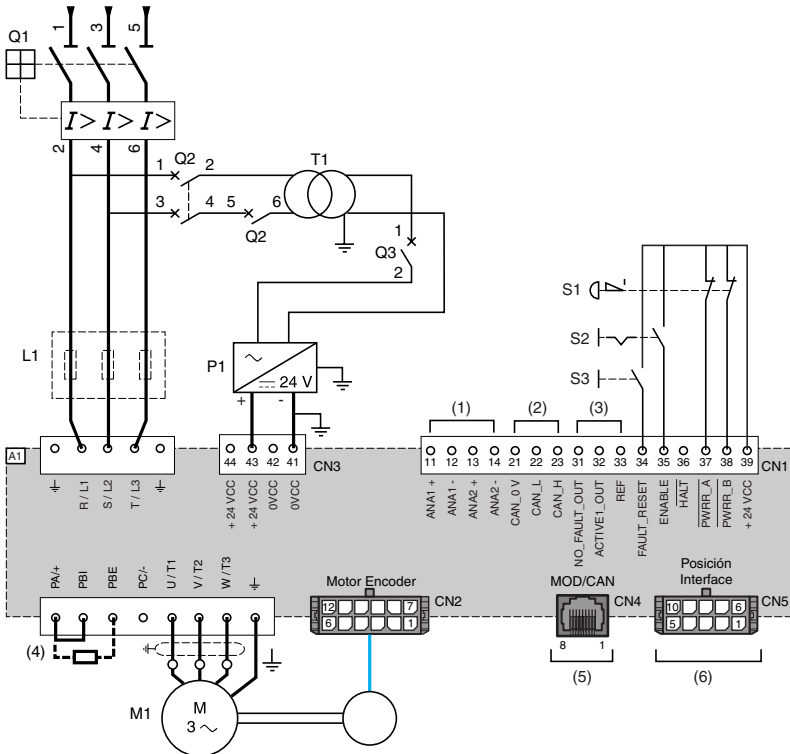 1 3 5
Q1
I> I> I>
2 4 6
1 Q2 2
T1
3 4 5 6
Q2
1
Q3
2
S1
S2
S3
L1
P1
24 V
+ -
(1) (2) (3)
A1
44 43 42 41
CN3
11 12 13 14 21 22 23 31 32 33 34 35 36 37 38 39
CN1
R / L1
S / L2
T / L3
+ 24 VCC
+ 24 VCC
0VCC
0VCC
ANA1 +
ANA1 -
ANA2 +
ANA2 -
CAN_0 V
CAN_L
CAN_H
NO_FAULT_OUT
ACTIVE1_OUT
REF
FAULT_RESET
ENABLE
HALT
PWRR_A
PWRR_B
+ 24 VCC
PA/+
PBI
PBE
PC/-
U / T1
V / T2
W / T3
Motor Encoder
12 7
6 1
CN2
MOD/CAN
CN4
8 1
Posición
Interface
10 6
5 1
CN5
(4)
(5)
(6)
M1
M
3 ~